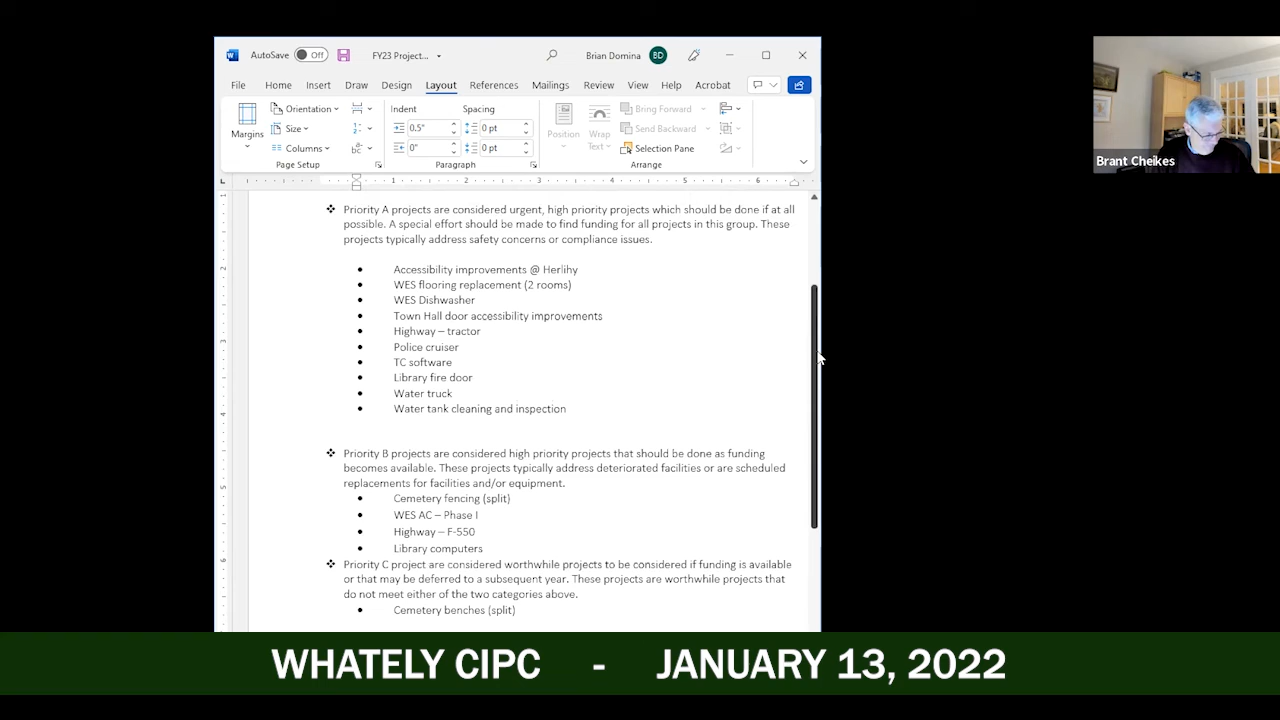 AutoSave Off FY23 Project... Brian Domina BD
File Home Insert Draw Design Layout References Mailings Review View Help Acrobat
Margins Orientation Size Columns Page Setup
Indent Spacing
0.5" 0 pt
0" 0 pt
Paragraph
Position Wrap Text Bring Forward Send Backward Selection Pane Arrange
1 2 3 4 5 6
❖ Priority A projects are considered urgent, high priority projects which should be done if at all
possible. A special effort should be made to find funding for all projects in this group. These
projects typically address safety concerns or compliance issues.
• Accessibility improvements @ Herlihy
• WES flooring replacement (2 rooms)
• WES Dishwasher
• Town Hall door accessibility improvements
• Highway – tractor
• Police cruiser
• TC software
• Library fire door
• Water truck
• Water tank cleaning and inspection
❖ Priority B projects are considered high priority projects that should be done as funding
becomes available. These projects typically address deteriorated facilities or are scheduled
replacements for facilities and/or equipment.
• Cemetery fencing (split)
• WES AC – Phase I
• Highway – F-550
• Library computers
❖ Priority C project are considered worthwhile projects to be considered if funding is available
or that may be deferred to a subsequent year. These projects are worthwhile projects that
do not meet either of the two categories above.
• Cemetery benches (split)
Brant Cheikes
WHATELY CIPC - JANUARY 13, 2022